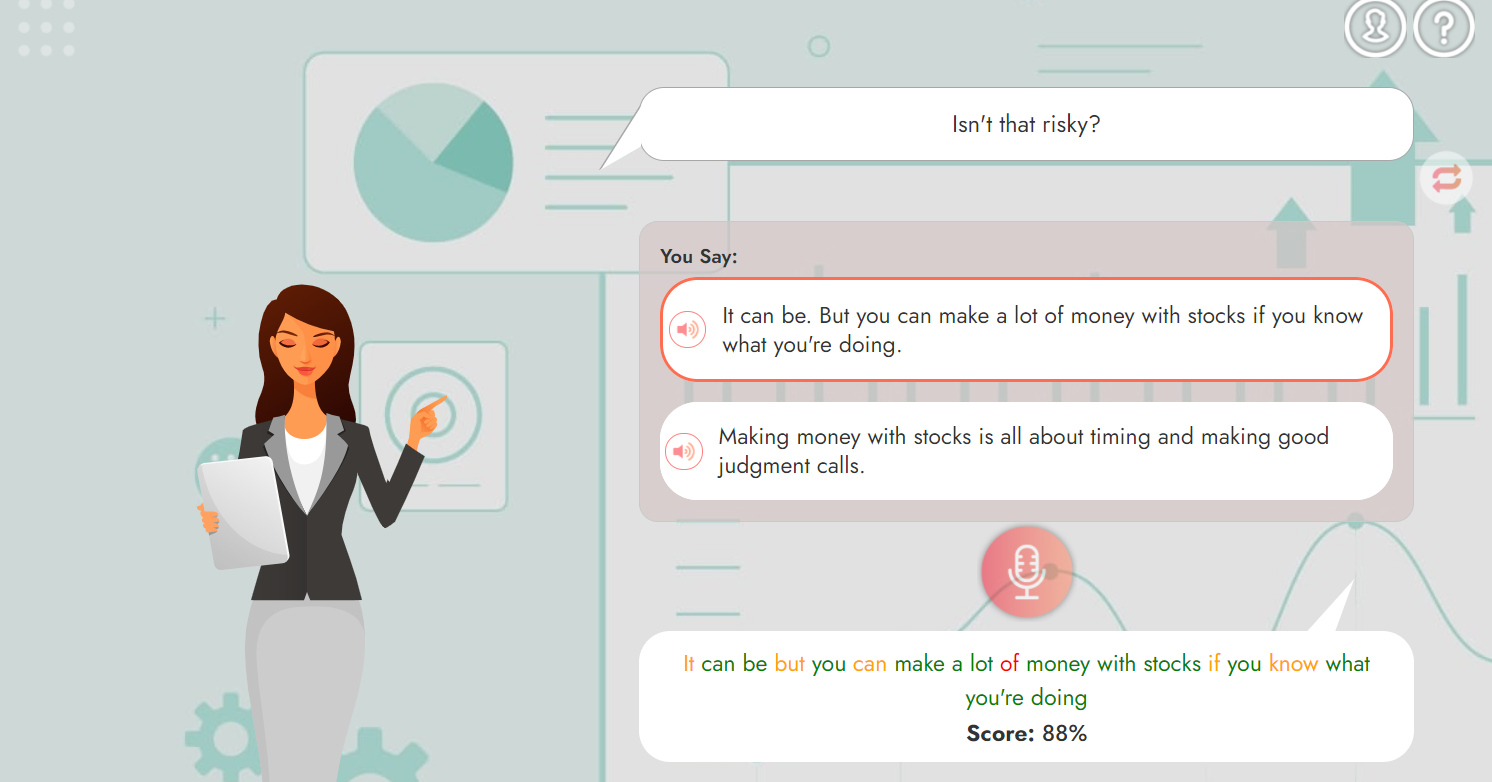 Isn't that risky?
You Say:
It can be. But you can make a lot of money with stocks if you know
what you're doing.
Making money with stocks is all about timing and making good
judgment calls.
It can be but you can make a lot of money with stocks if you know what
you're doing
Score: 88%